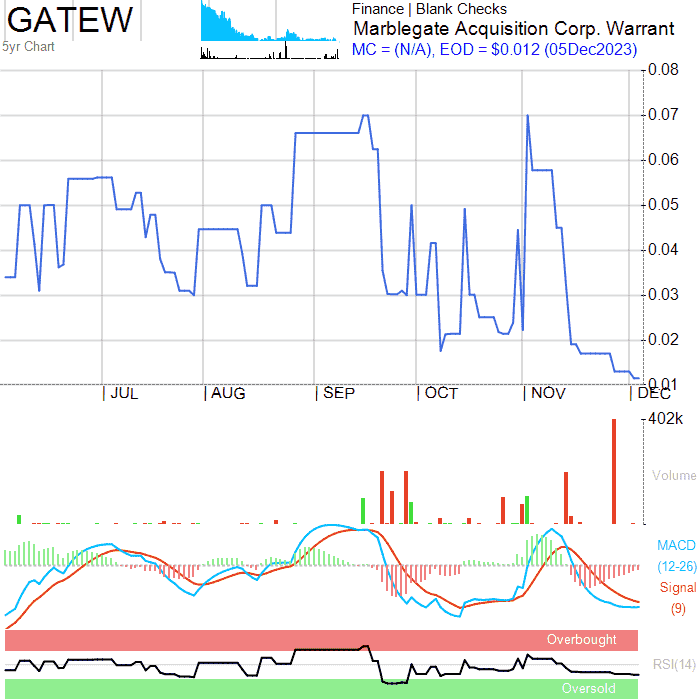 GATEW
5yr Chart
Finance | Blank Checks
Marblegate Acquisition Corp. Warrant
MC = (N/A), EOD = $0.012 (05Dec2023)
0.08
0.07
0.06
0.05
0.04
0.03
0.02
0.01
JUL AUG SEP OCT NOV DEC
402k
Volume
MACD
(12-26)
Signal
(9)
Overbought
RSI(14)
Oversold